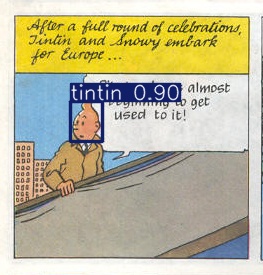 After a full round of celebrations,
Tintin and Snowy embark
for Europe ...
tintin 0.90
almost
beginning to get
used to it!